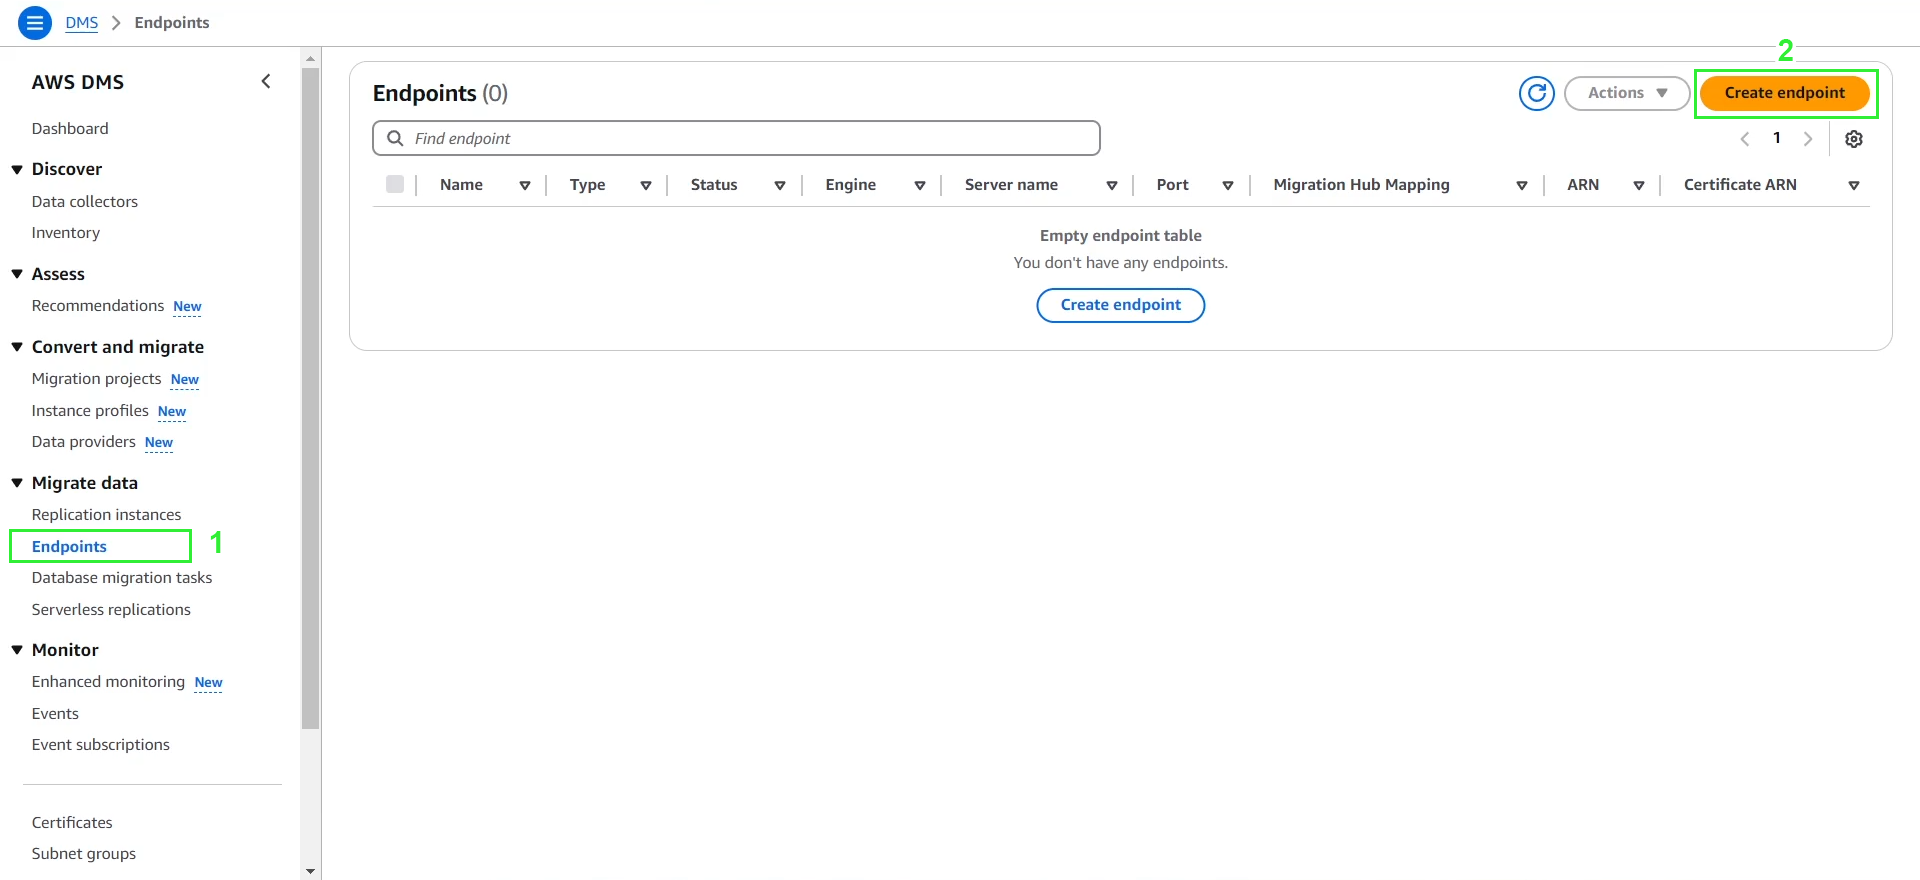 DMS > Endpoints
AWS DMS
Dashboard
Discover
Data collectors
Inventory
Assess
Recommendations New
Convert and migrate
Migration projects New
Instance profiles New
Data providers New
Migrate data
Replication instances
Endpoints 1
Database migration tasks
Serverless replications
Monitor
Enhanced monitoring New
Events
Event subscriptions
Certificates
Subnet groups
2
Endpoints (0) Actions Create endpoint
Find endpoint 1
Name Type Status Engine Server name Port Migration Hub Mapping ARN Certificate ARN
Empty endpoint table
You don't have any endpoints.
Create endpoint